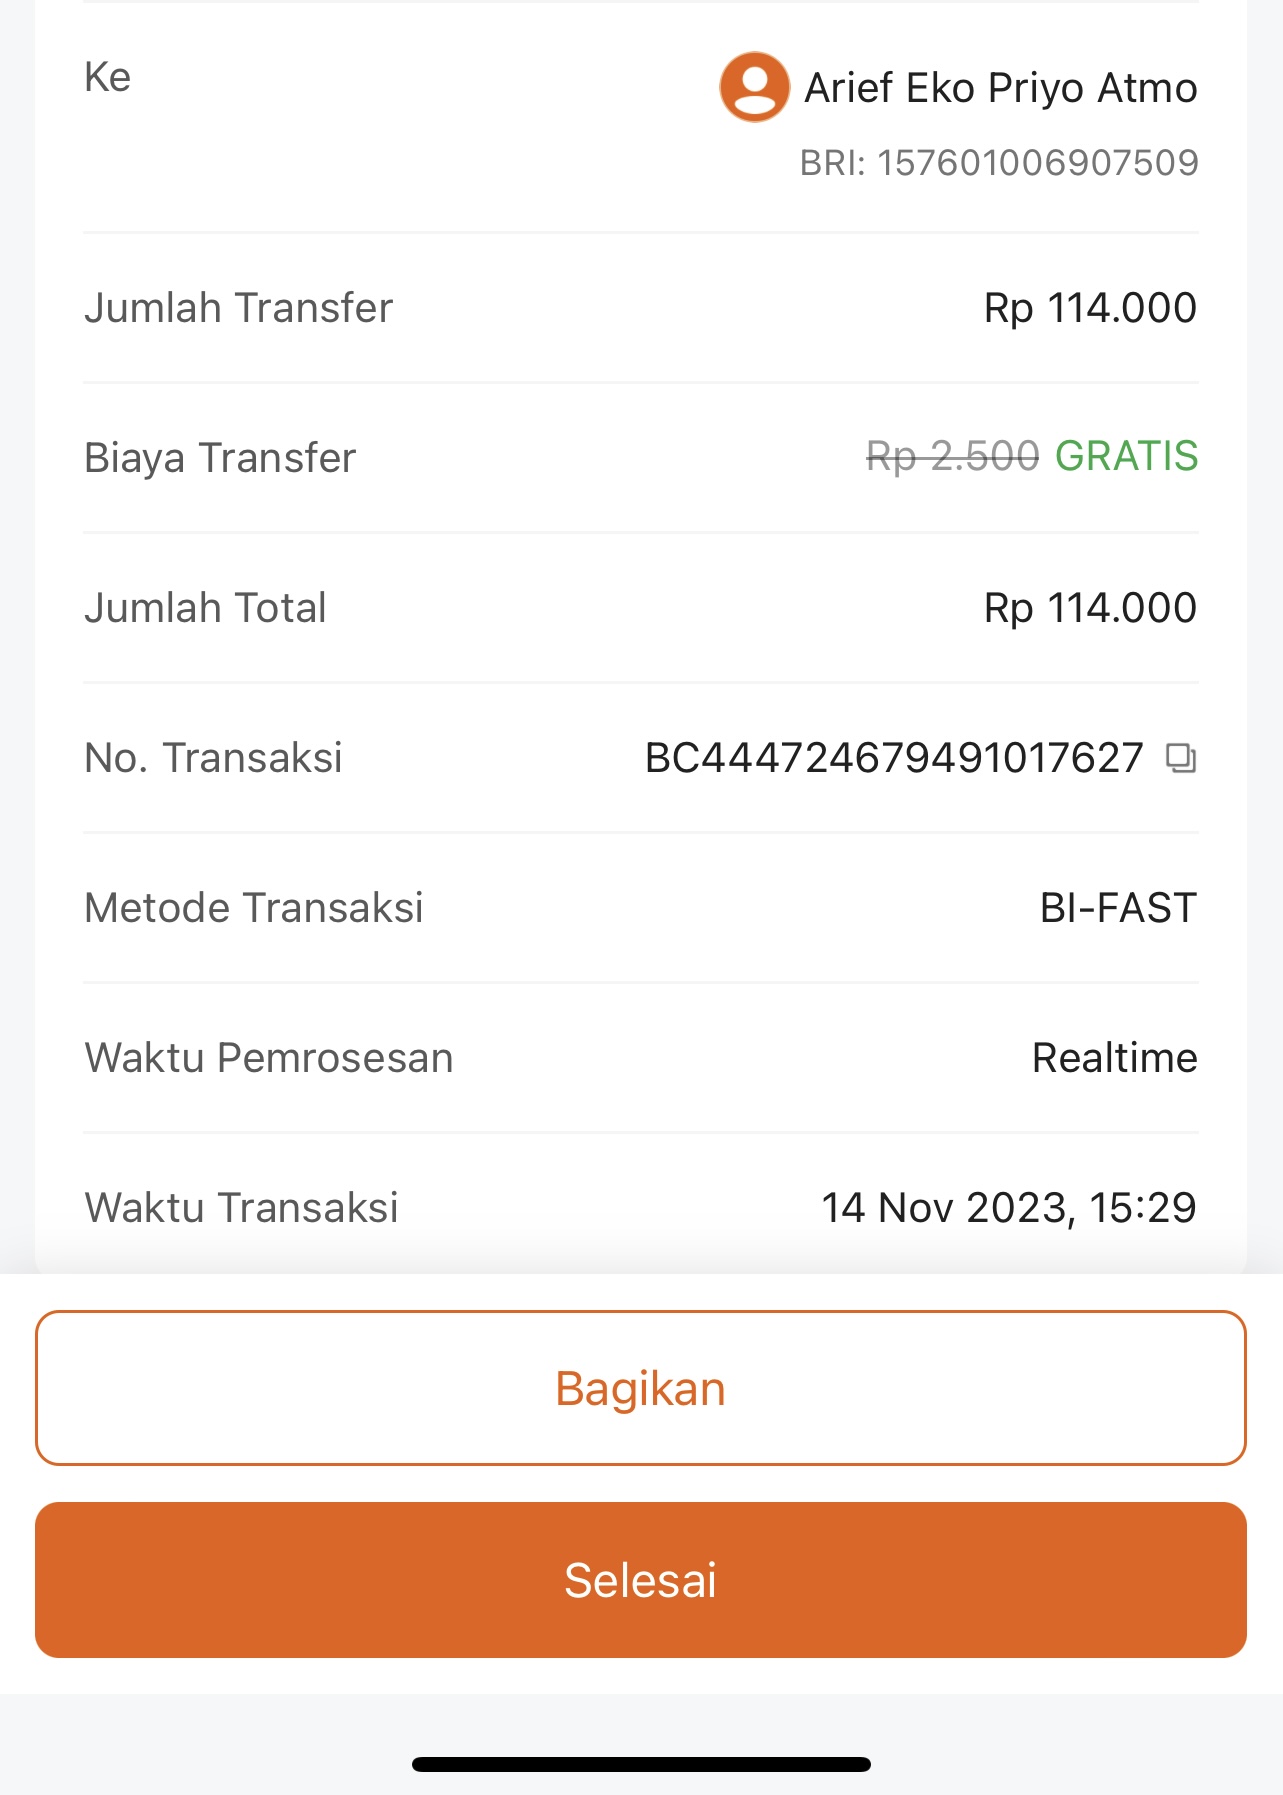 Ke
Arief Eko Priyo Atmo
BRI: 157601006907509
Jumlah Transfer
Rp 114.000
Biaya Transfer
Rp 2.500 GRATIS
Jumlah Total
Rp 114.000
No. Transaksi
BC444724679491017627
Metode Transaksi
BI-FAST
Waktu Pemrosesan
Realtime
Waktu Transaksi
14 Nov 2023, 15:29
Bagikan
Selesai